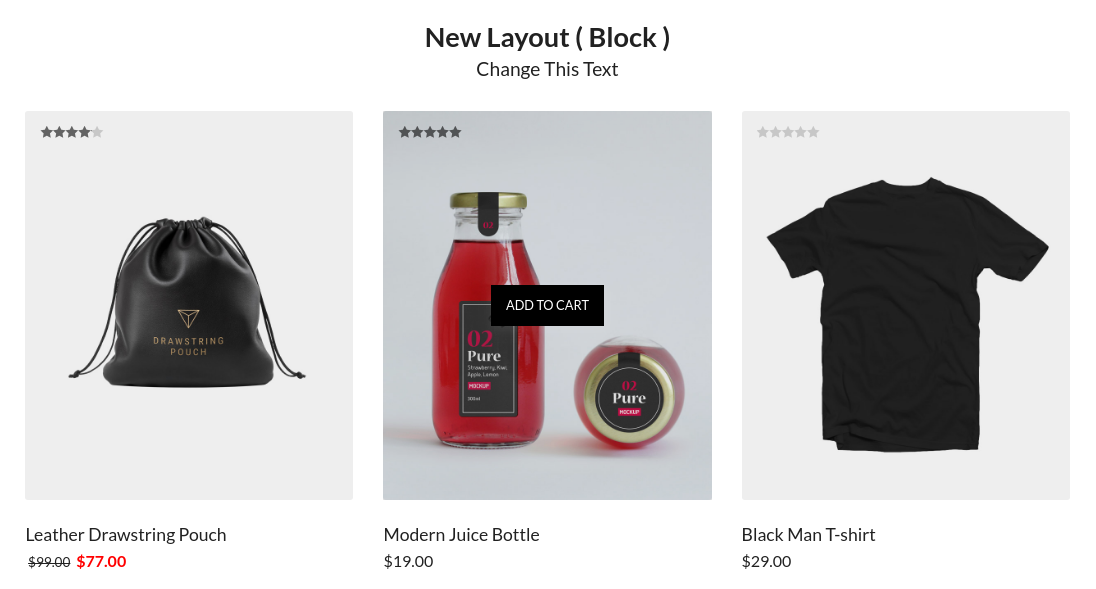 New Layout ( Block )
Change This Text
DRAWSTRING
POUCH
02
ADD TO CART
02
Pure
Strawberry, Kiwi,
Apple, Lemon
MOCKUP
300ml
02
Pure
MOCKUP
Leather Drawstring Pouch
$99.00 $77.00
Modern Juice Bottle
$19.00
Black Man T-shirt
$29.00